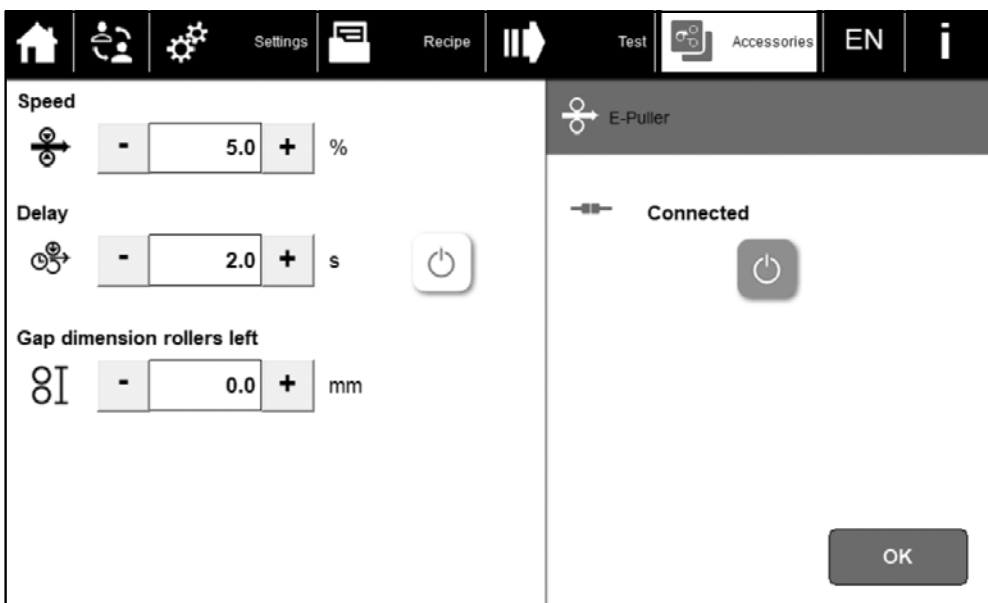 Settings Recipe Test Accessories EN i
Speed
- 5.0 + %
Delay
- 2.0 + s
Gap dimension rollers left
- 0.0 + mm
E-Puller
Connected
OK